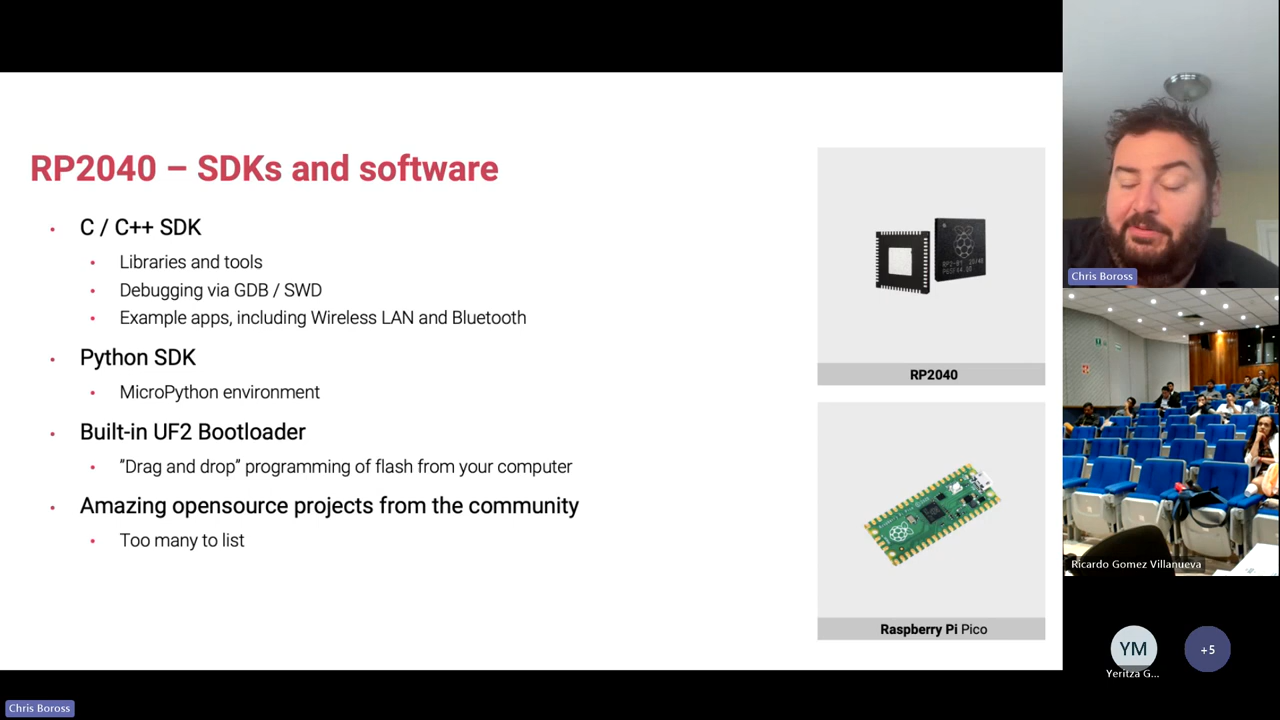 RP2040 – SDKs and software
• C / C++ SDK
• Libraries and tools
• Debugging via GDB / SWD
• Example apps, including Wireless LAN and Bluetooth
• Python SDK
• MicroPython environment
• Built-in UF2 Bootloader
• ”Drag and drop” programming of flash from your computer
• Amazing opensource projects from the community
• Too many to list
RP2040
Raspberry Pi Pico
Chris Boross
Ricardo Gomez Villanueva
YM
+5
Yeritza G...
Chris Boross